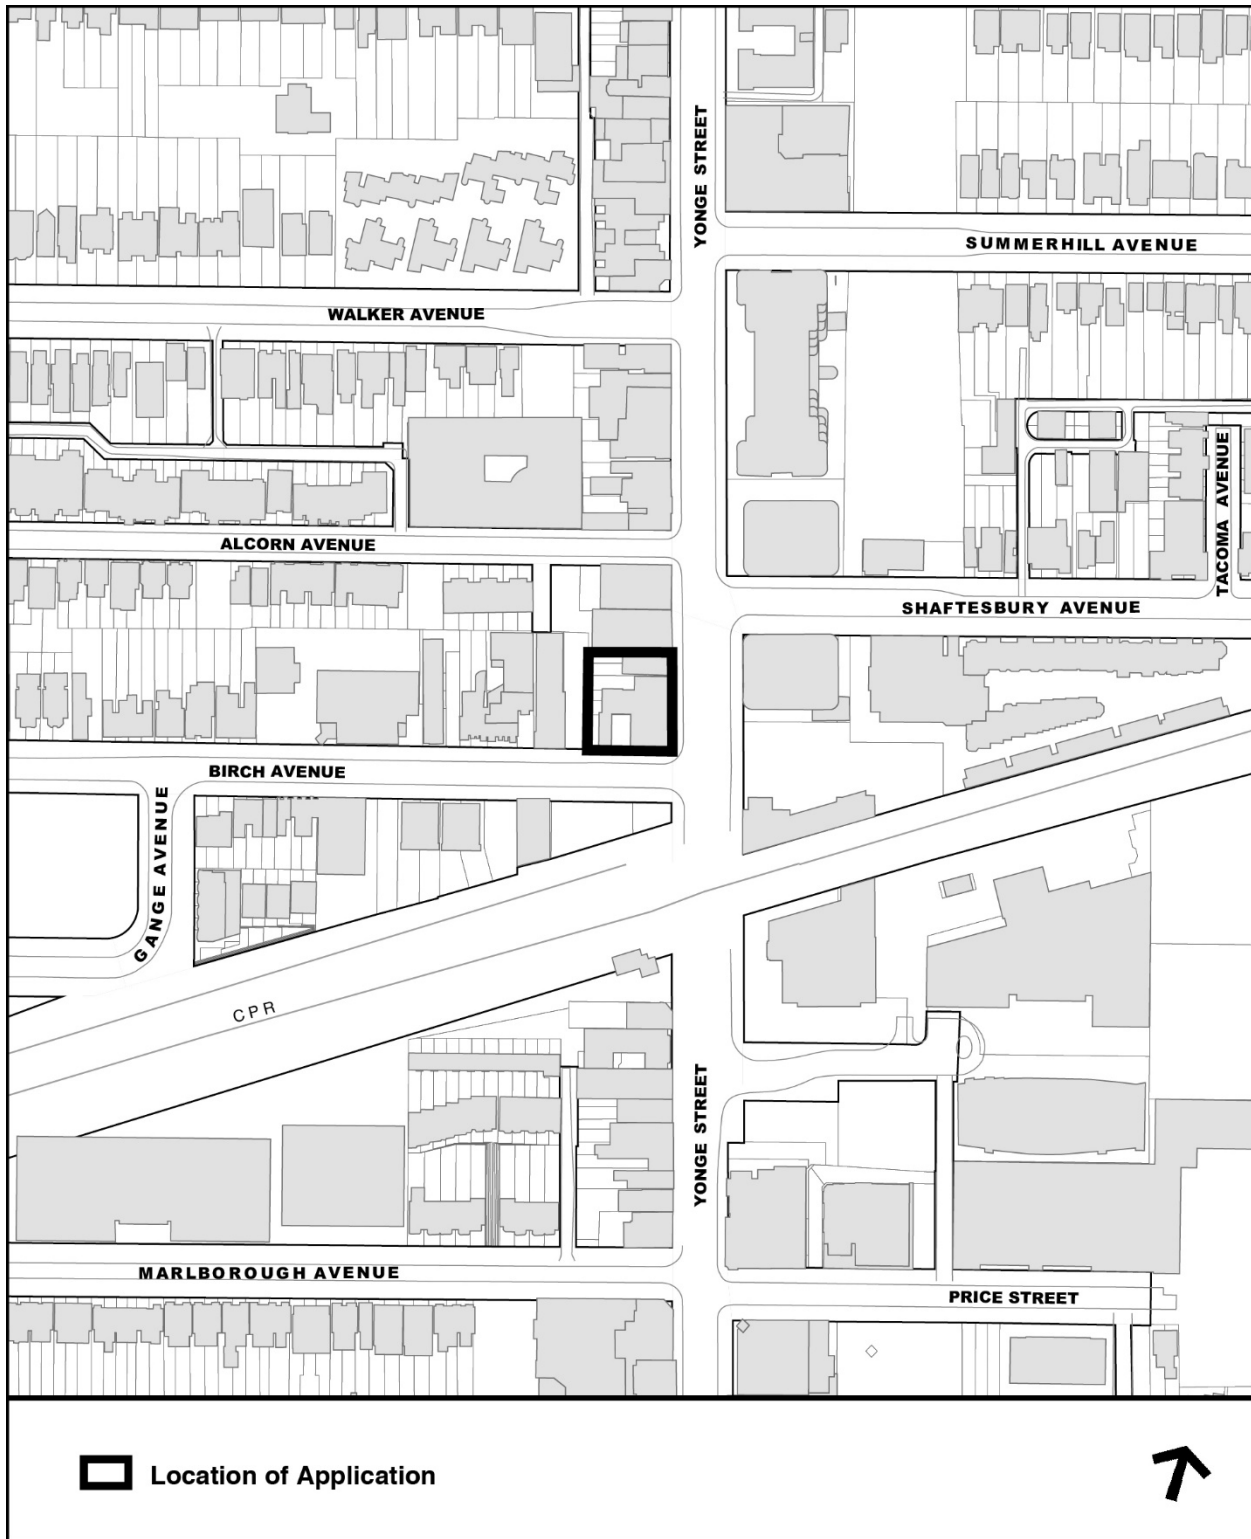 YONGE STREET
SUMMERHILL AVENUE
WALKER AVENUE
TACOMA AVENUE
ALCORN AVENUE
SHAFTESBURY AVENUE
BIRCH AVENUE
GANGE AVENUE
CPR
YONGE STREET
MARLBOROUGH AVENUE
PRICE STREET
Location of Application